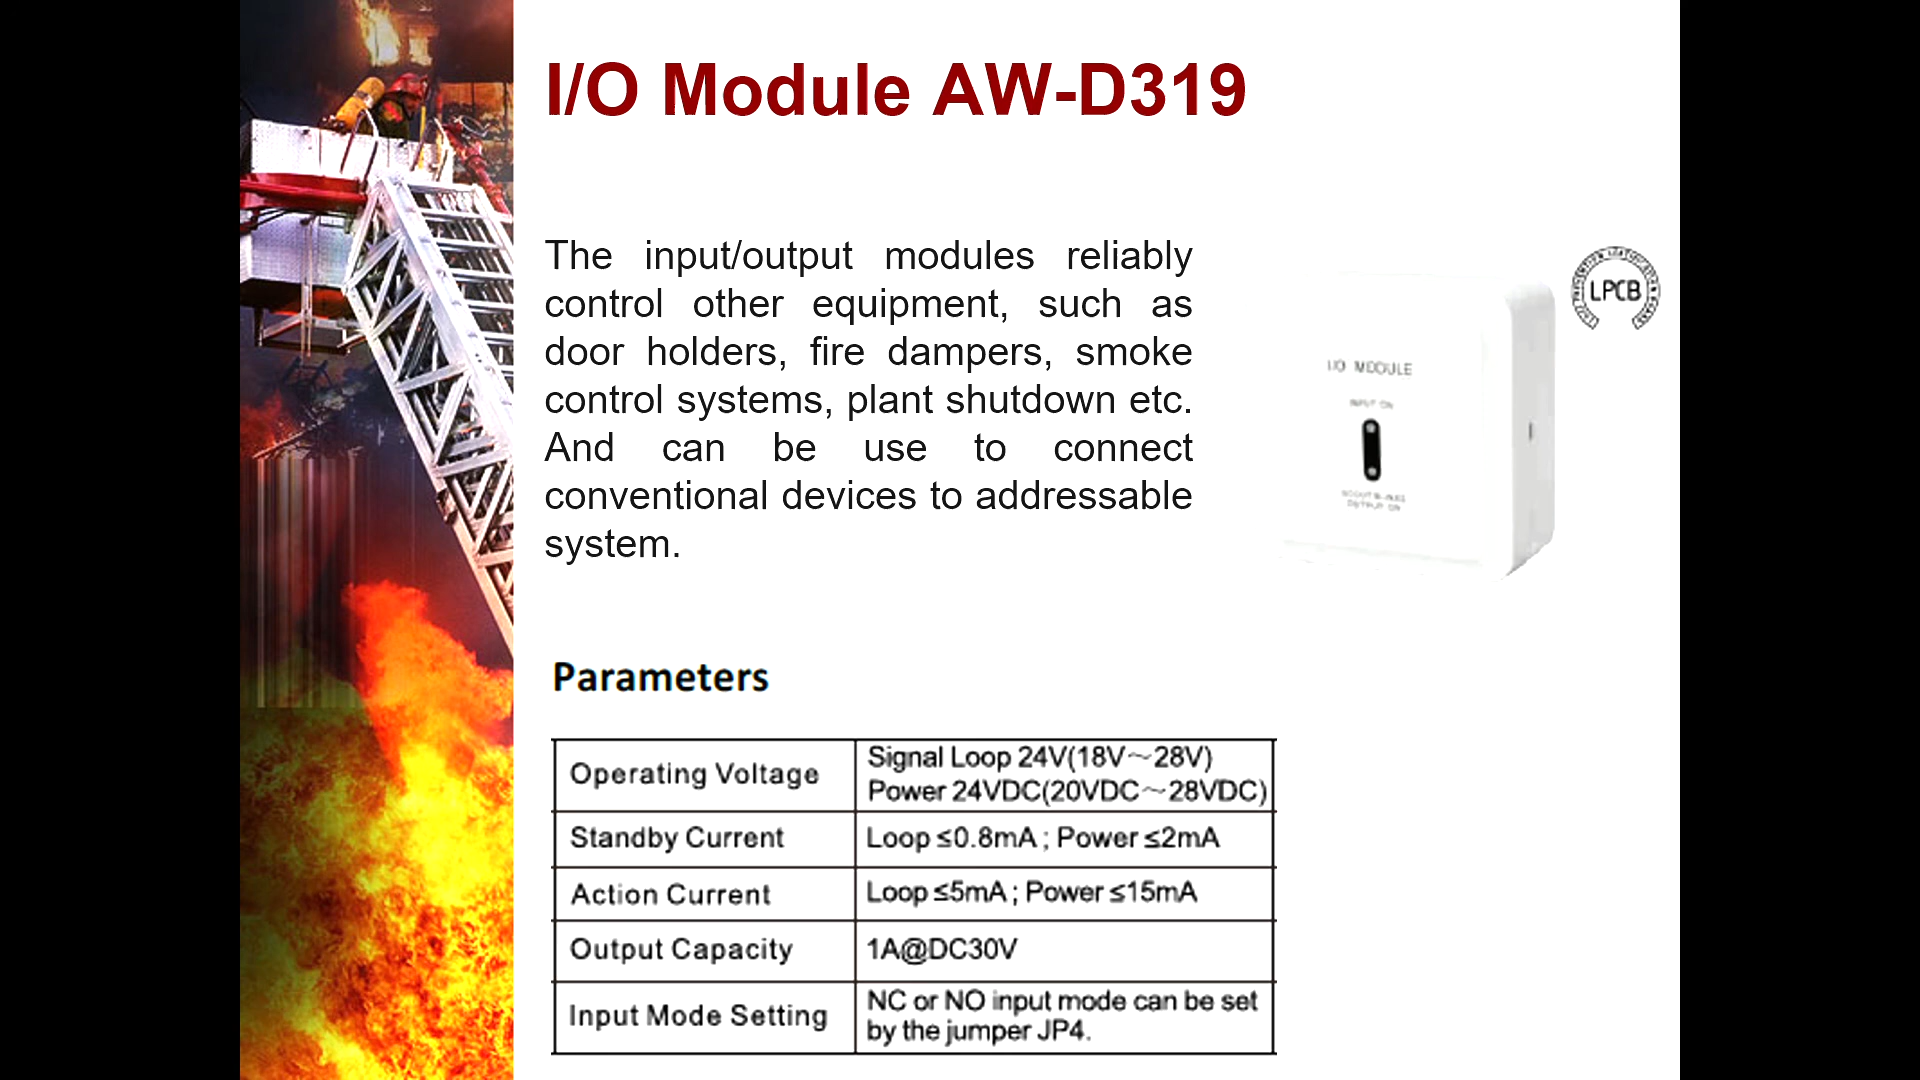 I/O Module AW-D319
The input/output modules reliably
control other equipment, such as
door holders, fire dampers, smoke
control systems, plant shutdown etc.
And can be use to connect
conventional devices to addressable
system.
LPCB
I/O MODULE
INPUT ON
OUTPUT ON
Parameters
Operating Voltage
Signal Loop 24V(18V～28V)
Power 24VDC(20VDC～28VDC)
Standby Current
Loop ≤0.8mA ; Power ≤2mA
Action Current
Loop ≤5mA ; Power ≤15mA
Output Capacity
1A@DC30V
Input Mode Setting
NC or NO input mode can be set
by the jumper JP4.